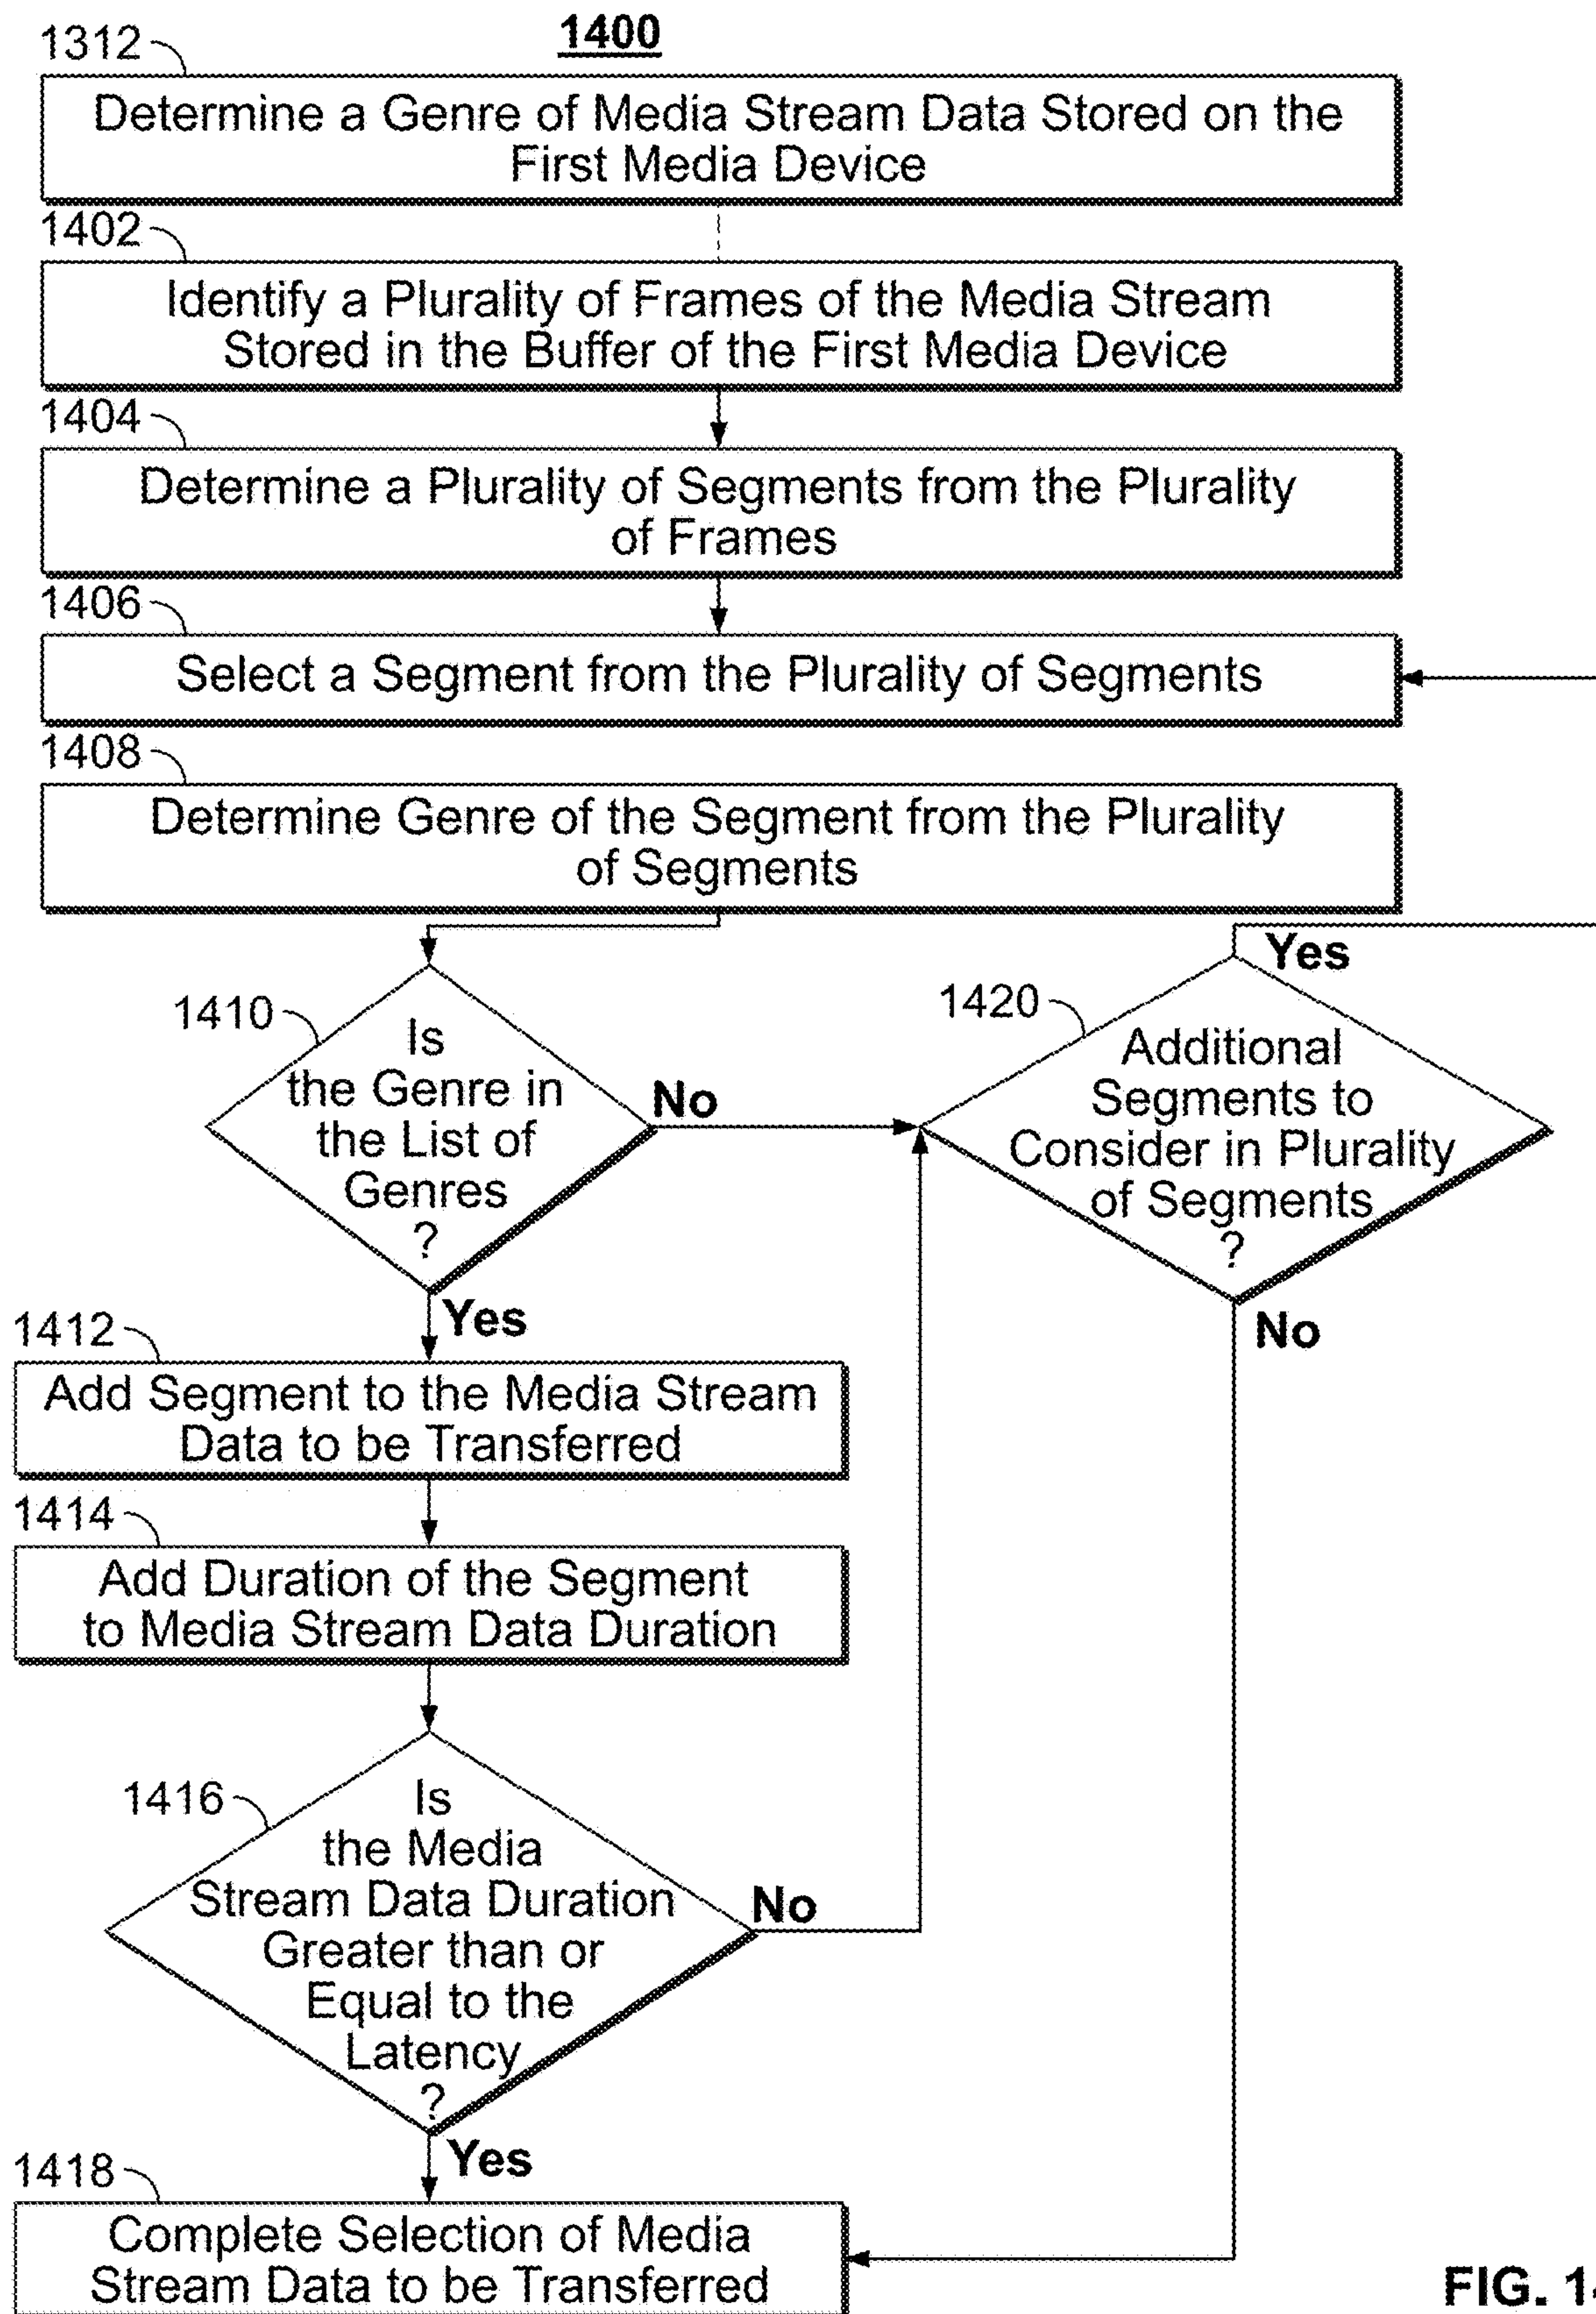 1400
1312
Determine a Genre of Media Stream Data Stored on the
First Media Device
1402
Identify a Plurality of Frames of the Media Stream
Stored in the Buffer of the First Media Device
1404
Determine a Plurality of Segments from the Plurality
of Frames
1406
Select a Segment from the Plurality of Segments
1408
Determine Genre of the Segment from the Plurality
of Segments
1410
Is
the Genre in
the List of
Genres
?
No
Yes
1420
Additional
Segments to
Consider in Plurality
of Segments
?
Yes
No
1412
Add Segment to the Media Stream
Data to be Transferred
1414
Add Duration of the Segment
to Media Stream Data Duration
1416
Is
the Media
Stream Data Duration
Greater than or
Equal to the
Latency
?
No
Yes
1418
Complete Selection of Media
Stream Data to be Transferred
FIG.